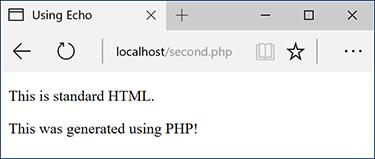 Using Echo
localhost/second.php
This is standard HTML.
This was generated using PHP!